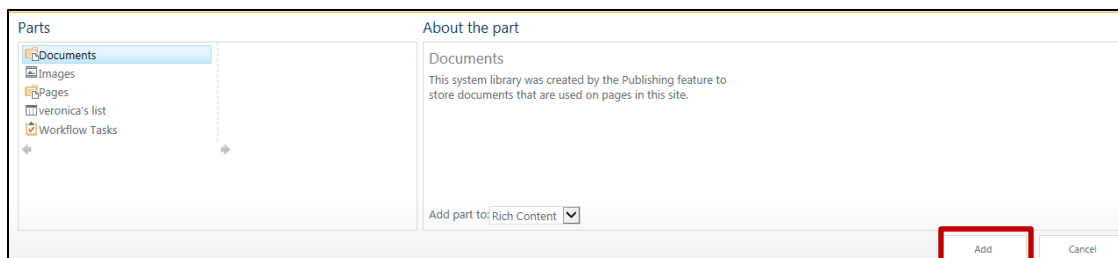 Parts
Documents
Images
Pages
veronica's list
Workflow Tasks
About the part
Documents
This system library was created by the Publishing feature to
store documents that are used on pages in this site.
Add part to: Rich Content
Add
Cancel